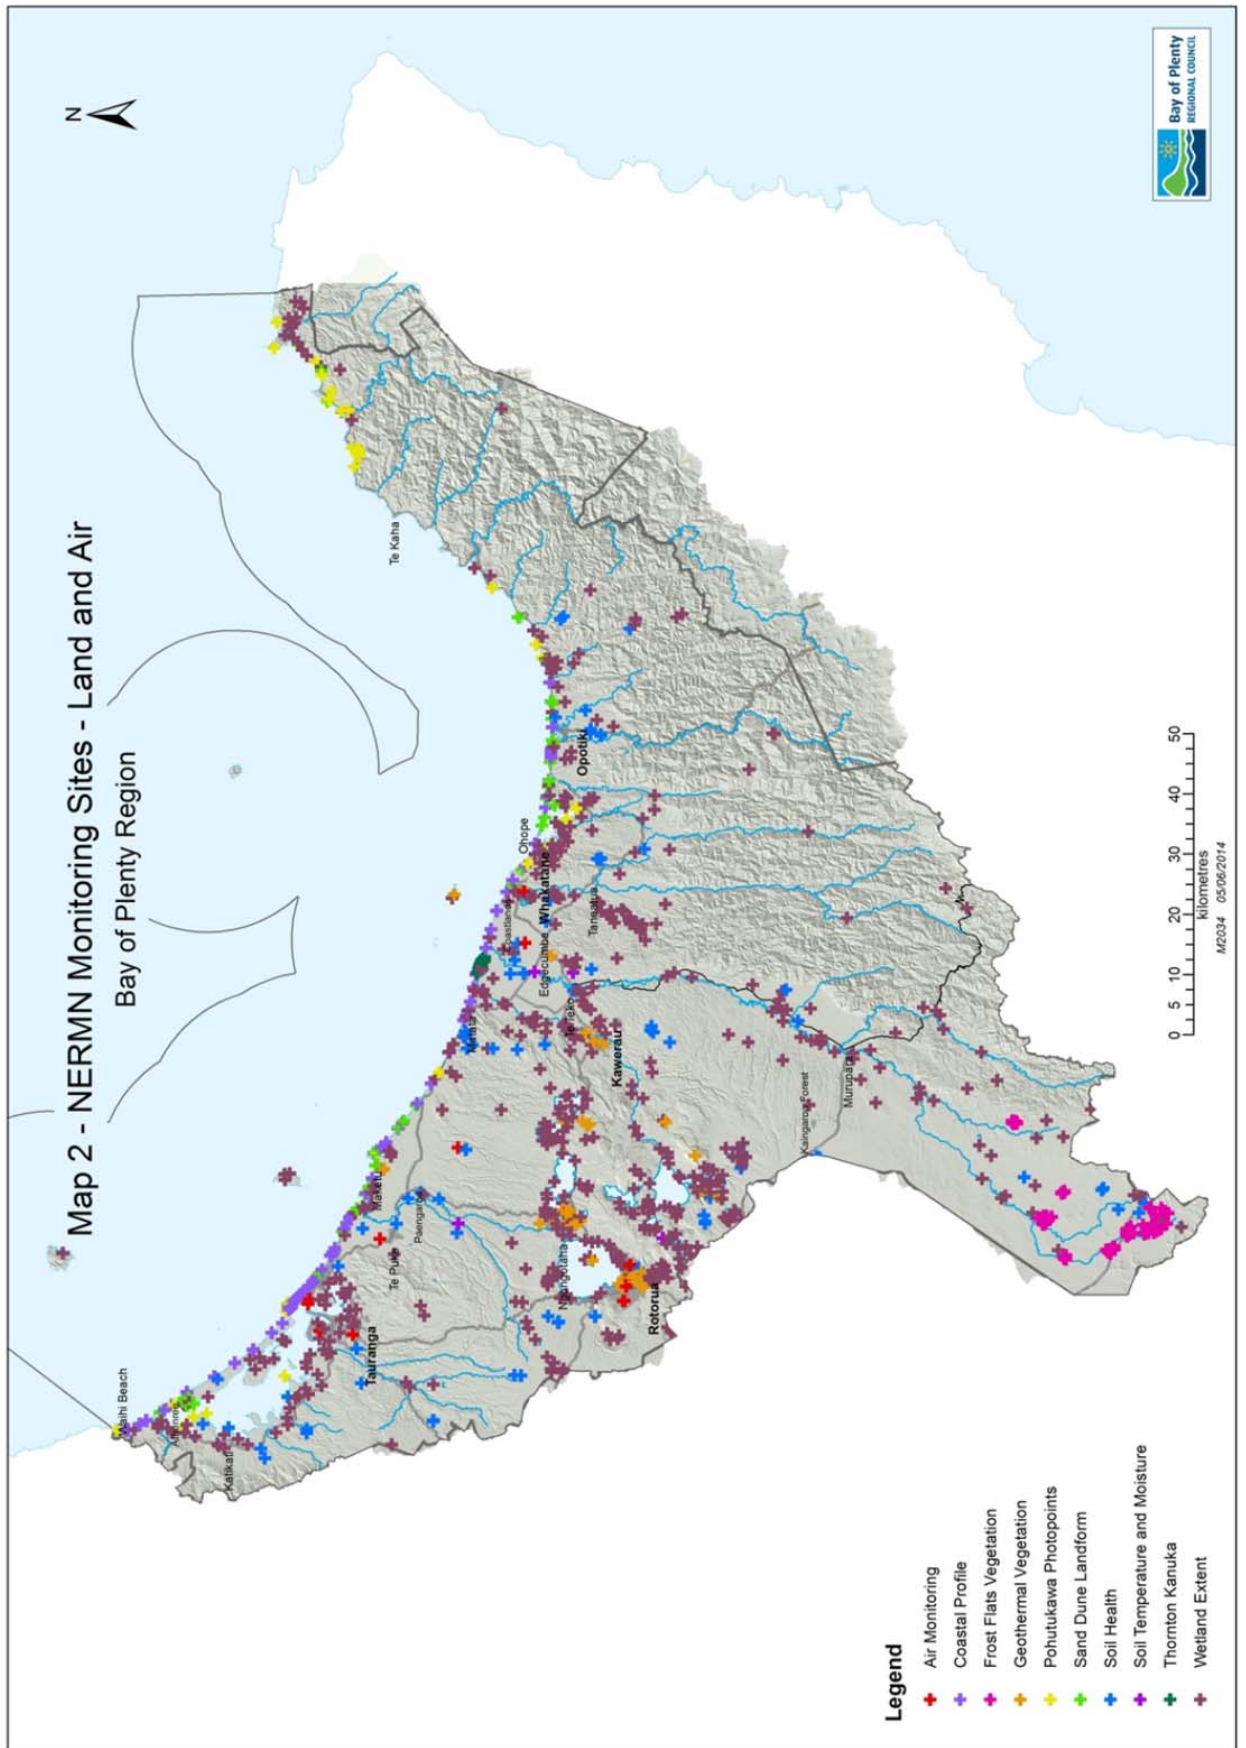 Map 2 - NERMN Monitoring Sites - Land and Air
Bay of Plenty Region
N
Bay of Plenty
REGIONAL COUNCIL
Te Kaha
Waihi Beach
Katikati
Tauranga
Te Puke
Maketu
Paengaroa
Ngongotaha
Rotorua
Matata
Edgecumbe
Coastlands
Whakatane
Ohope
Taneatua
Opotiki
Kawerau
Kaingaroa Forest
Murupara
Legend
Air Monitoring
Coastal Profile
Frost Flats Vegetation
Geothermal Vegetation
Pohutukawa Photopoints
Sand Dune Landform
Soil Health
Soil Temperature and Moisture
Thornton Kanuka
Wetland Extent
0 5 10 20 30 40 50
kilometres
M2034 05/06/2014